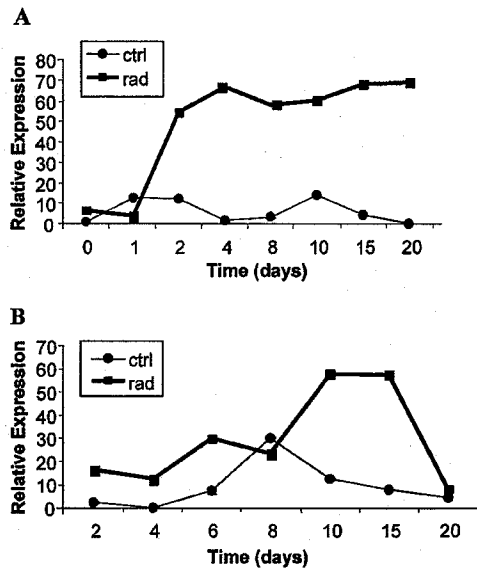 A
ctrl
rad
Relative Expression
80
70
60
50
40
30
20
10
0
0 1 2 4 8 10 15 20
Time (days)
B
ctrl
rad
Relative Expression
70
60
50
40
30
20
10
0
2 4 6 8 10 15 20
Time (days)